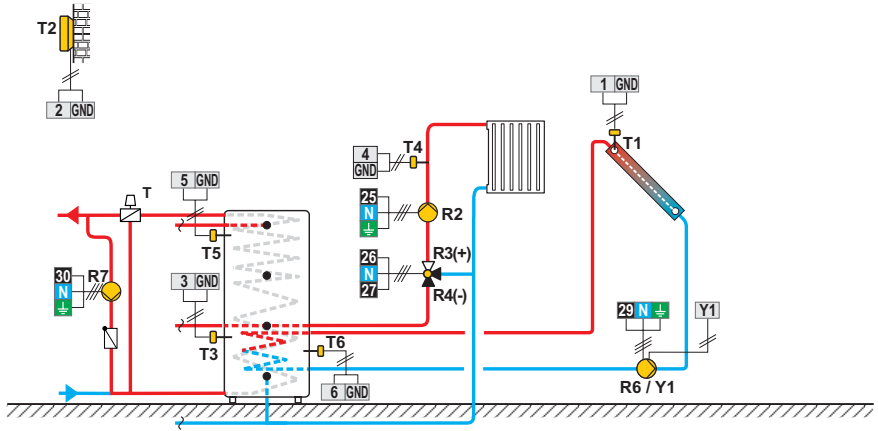 T2
2 GND
1 GND
T1
T4
4
GND
5 GND
T
25
N
R2
T5
26
N
27
R3(+)
R4(-)
30
N
R7
3 GND
T3
T6
6 GND
29 N
Y1
R6 / Y1